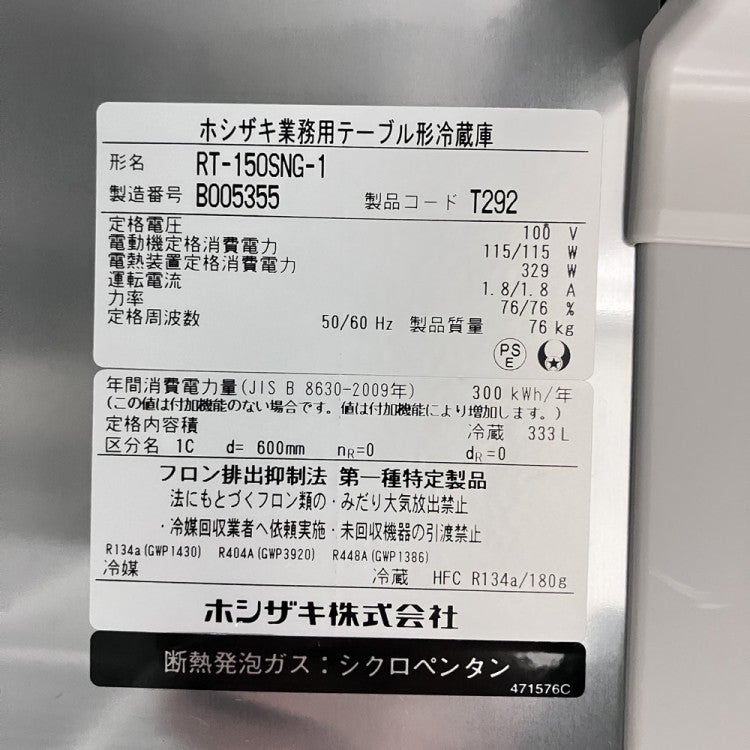 ホシザキ業務用テーブル形冷蔵庫
形名 RT-150SNG-1
製造番号 B005355 製品コード T292
定格電圧 100 V
電動機定格消費電力 115/115 W
電熱装置定格消費電力 329 W
運転電流 1.8/1.8 A
力率 76/76 %
定格周波数 50/60 Hz 製品質量 76 kg
PS
E
年間消費電力量(JIS B 8630-2009年) 300 kWh/年
(この値は付加機能のない場合です。値は付加機能により増加します。)
定格内容積 冷蔵 333L
区分名 1C d= 600mm nR=0 dR=0
フロン排出抑制法 第一種特定製品
法にもとづくフロン類の・みだり大気放出禁止
・冷媒回収業者へ依頼実施・未回収機器の引渡禁止
R134a(GWP1430) R404A(GWP3920) R448A(GWP1386)
冷媒 冷蔵 HFC R134a/180g
ホシザキ株式会社
断熱発泡ガス:シクロペンタン
471576C